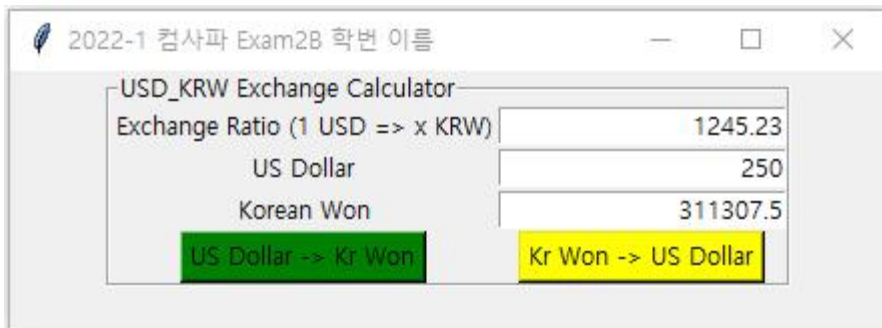 2022-1 컴사파 Exam2B 학번 이름
USD_KRW Exchange Calculator
Exchange Ratio (1 USD => x KRW) 1245.23
US Dollar 250
Korean Won 311307.5
US Dollar -> Kr Won Kr Won -> US Dollar